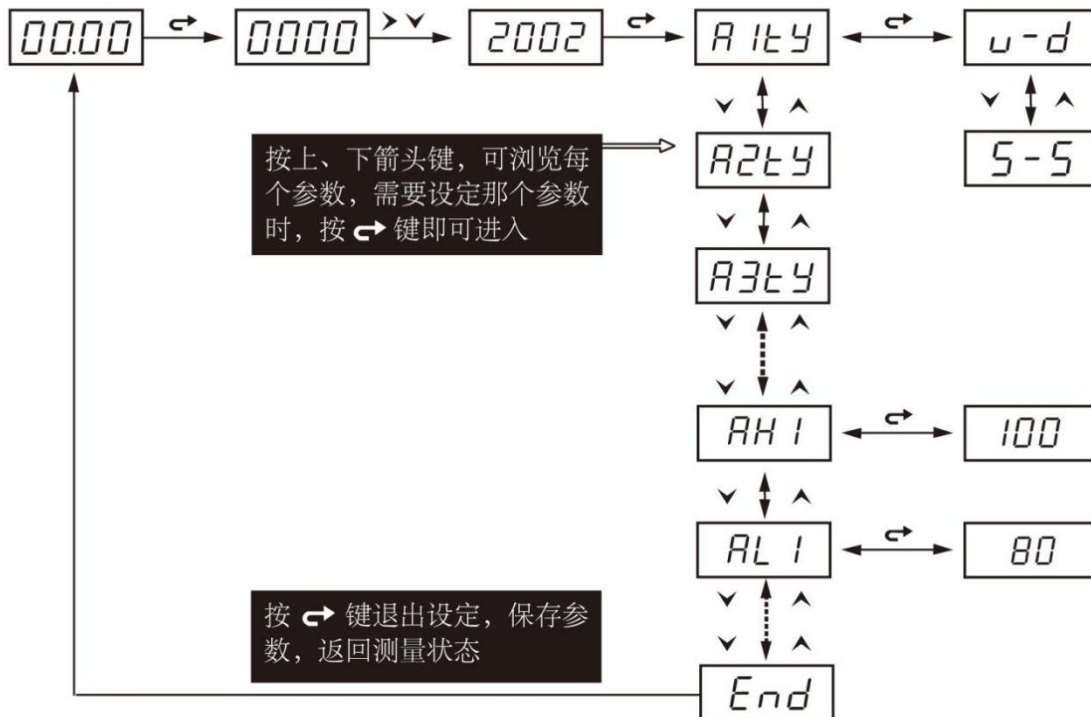 00.00
0000
2002
A1tY
u-d
按上、下箭头键，可浏览每
个参数，需要设定那个参数
时，按键即可进入
A2tY
S-S
A3tY
AH1
100
AL1
80
按键退出设定，保存参
数，返回测量状态
End